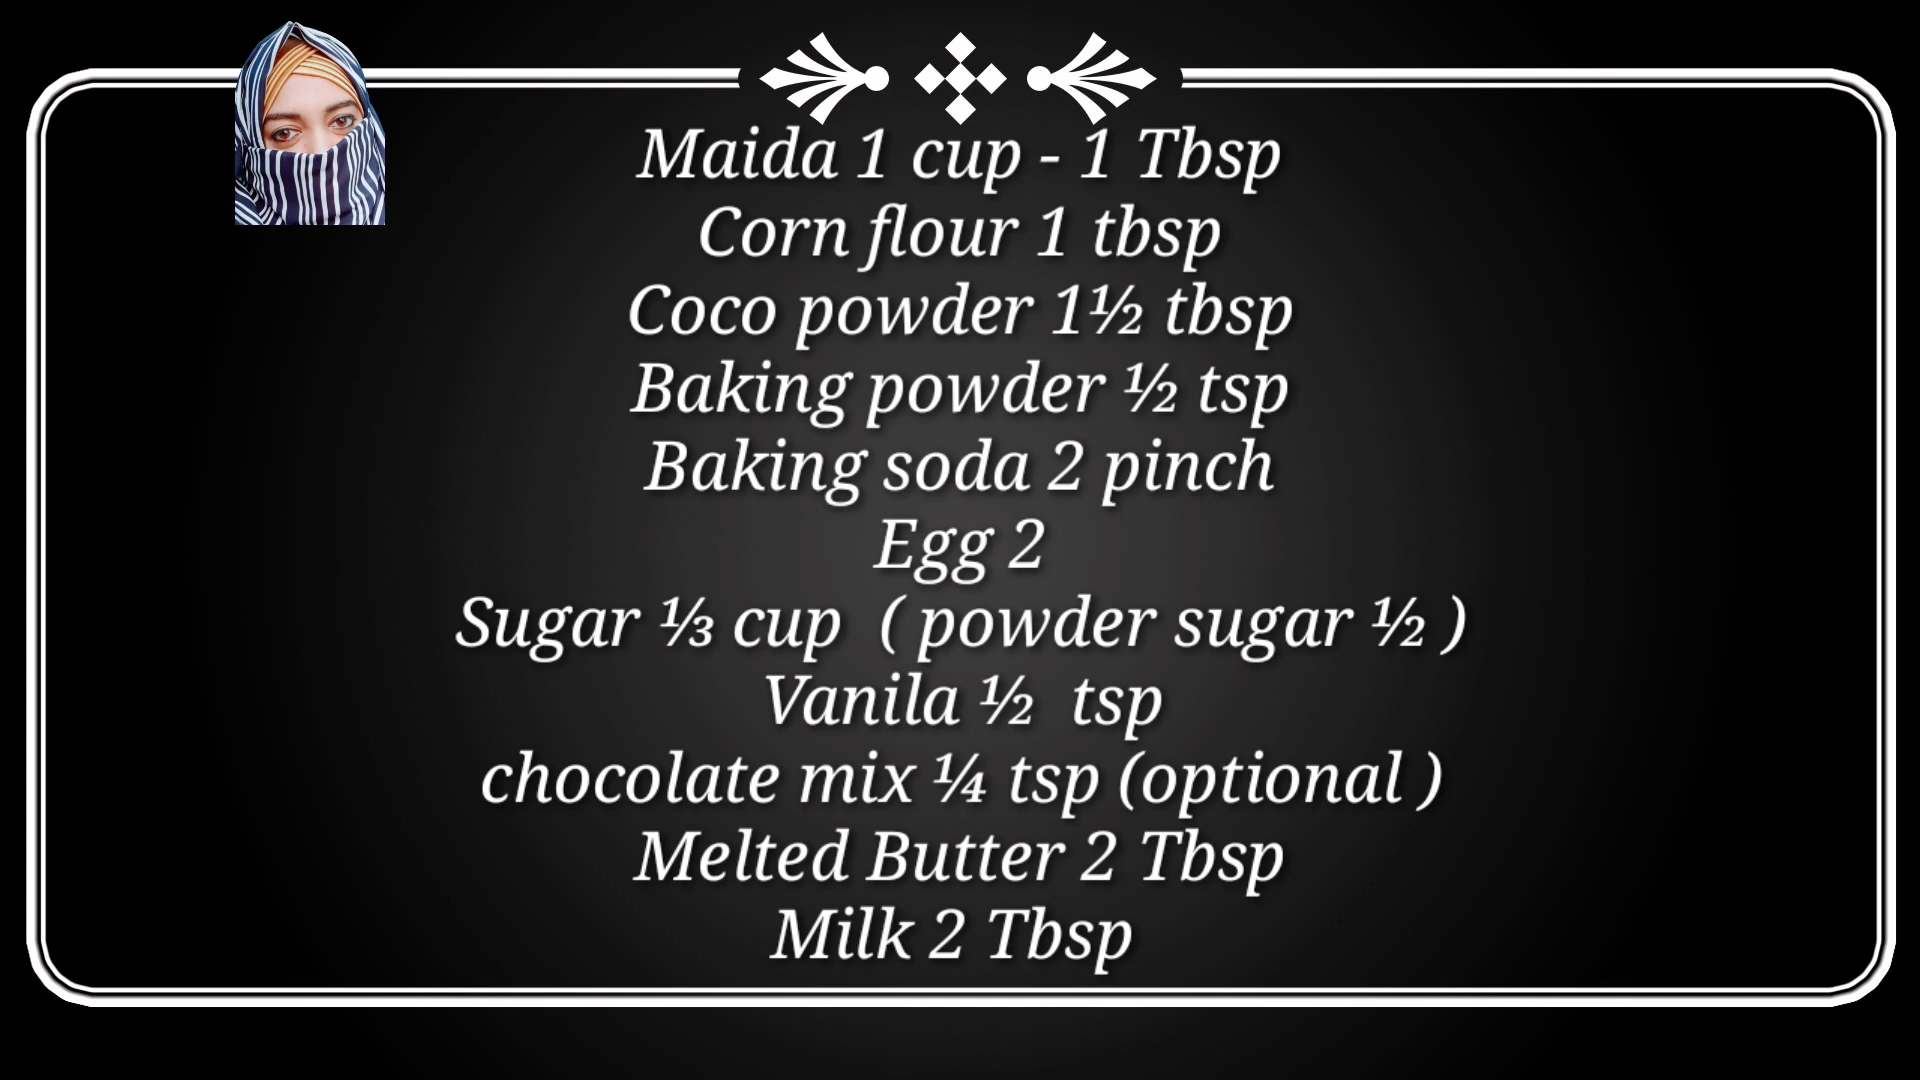 Maida 1 cup - 1 Tbsp
Corn flour 1 tbsp
Coco powder 1½ tbsp
Baking powder ½ tsp
Baking soda 2 pinch
Egg 2
Sugar ⅓ cup  ( powder sugar ½ )
Vanila ½  tsp
chocolate mix ¼ tsp (optional )
Melted Butter 2 Tbsp
Milk 2 Tbsp